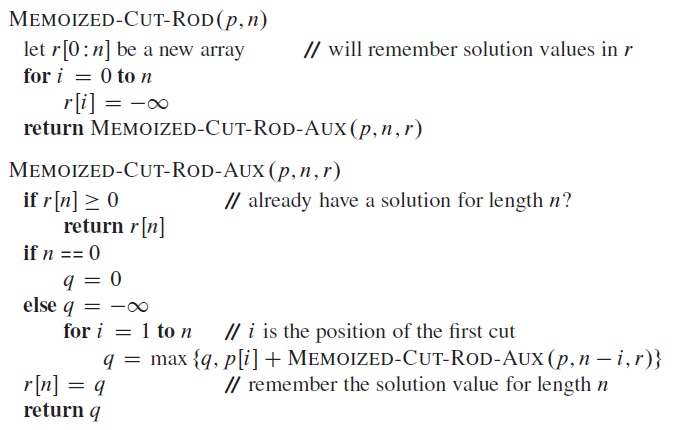 MEMOIZED-CUT-ROD(p, n)
let r[0:n] be a new array // will remember solution values in r
for i = 0 to n
r[i] = −∞
return MEMOIZED-CUT-ROD-AUX(p, n, r)
MEMOIZED-CUT-ROD-AUX(p, n, r)
if r[n] ≥ 0 // already have a solution for length n?
return r[n]
if n == 0
q = 0
else q = −∞
for i = 1 to n // i is the position of the first cut
q = max {q, p[i] + MEMOIZED-CUT-ROD-AUX(p, n − i, r)}
r[n] = q // remember the solution value for length n
return q